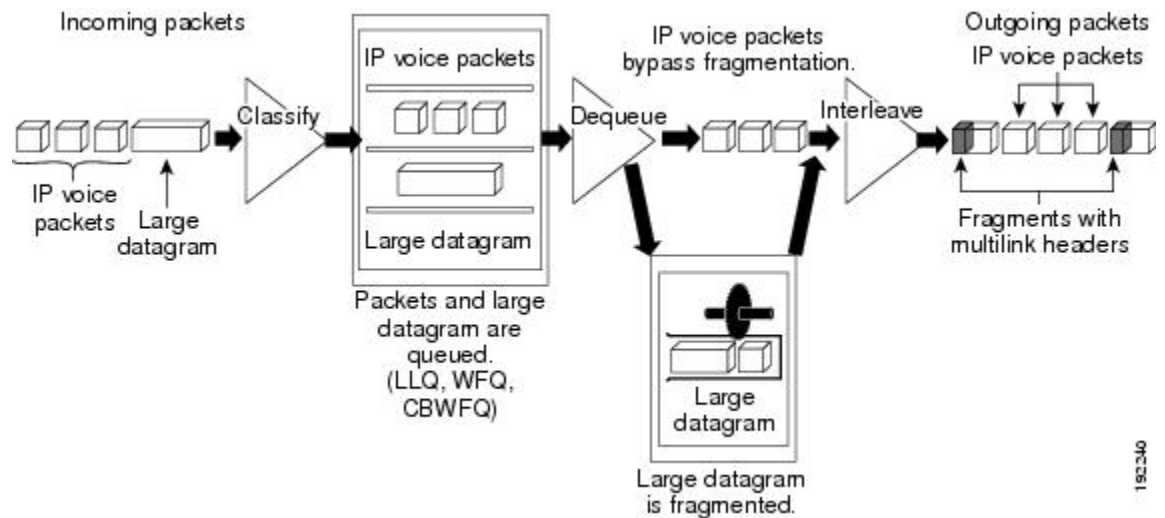 Incoming packets
IP voice packets
Large
datagram
Classify
IP voice packets
Large datagram
Packets and large
datagram are
queued.
(LLQ, WFQ,
CBWFQ)
Dequeue
IP voice packets
bypass fragmentation.
Large
datagram
Large datagram
is fragmented.
Interleave
Outgoing packets
IP voice packets
Fragments with
multilink headers
192240